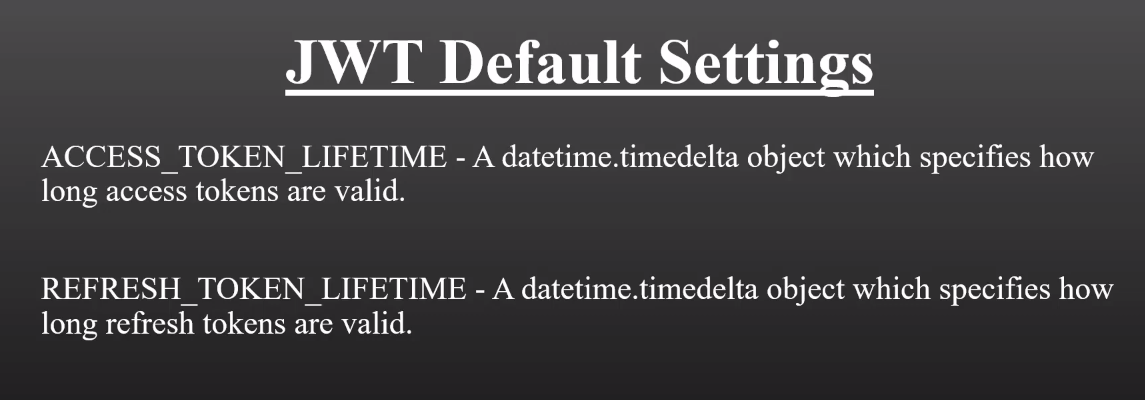 JWT Default Settings
ACCESS_TOKEN_LIFETIME - A datetime.timedelta object which specifies how
long access tokens are valid.
REFRESH_TOKEN_LIFETIME - A datetime.timedelta object which specifies how
long refresh tokens are valid.